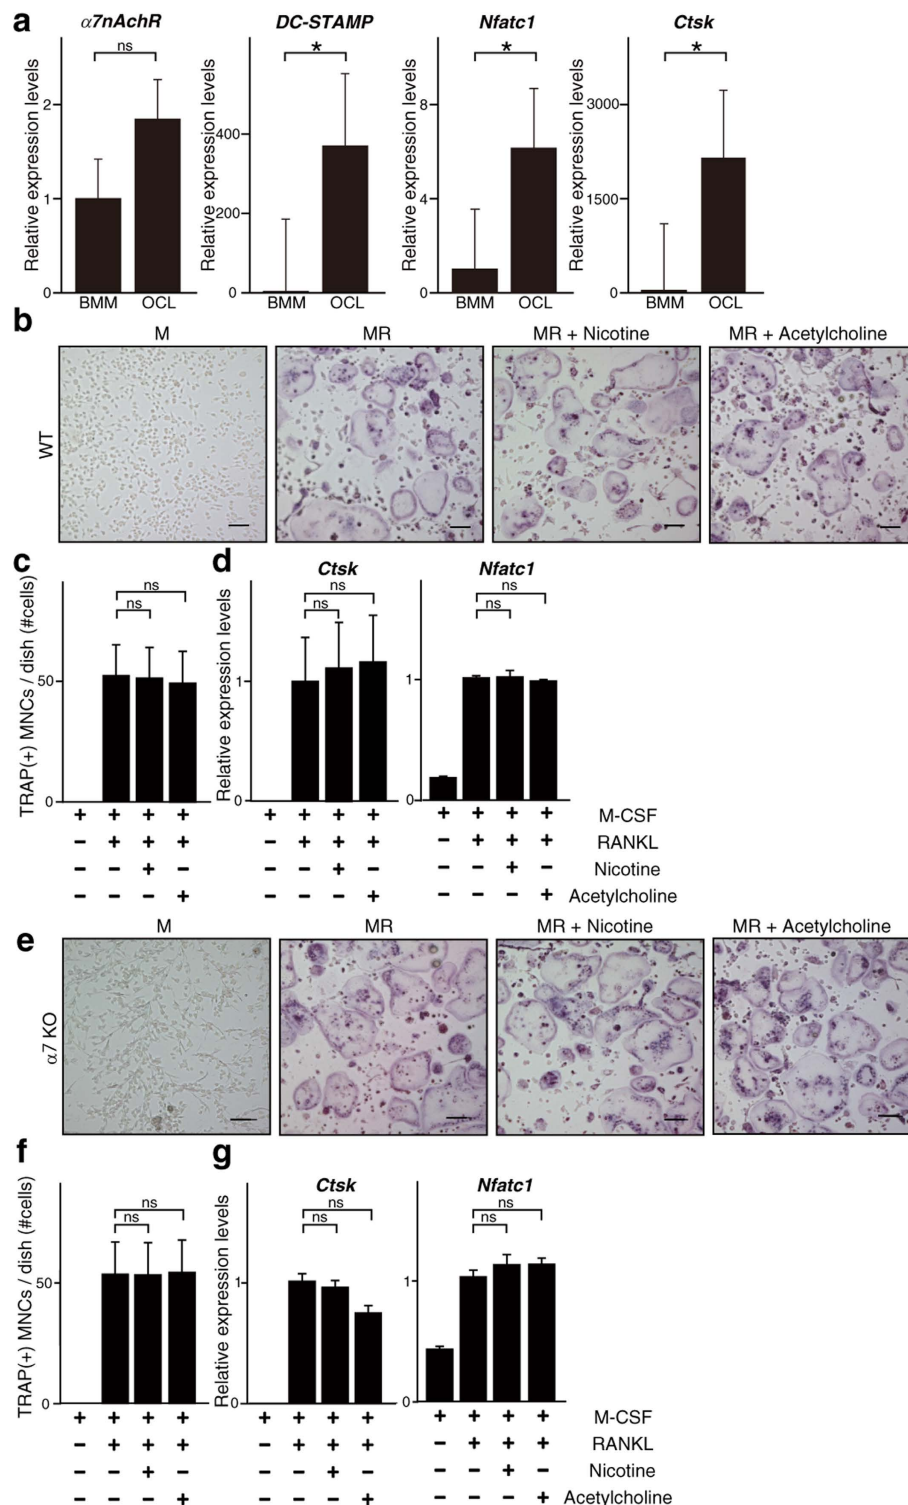 a
α7nAchR
DC-STAMP
Nfatc1
Ctsk
ns
*
*
*
Relative expression levels
2
1
0
BMM OCL
Relative expression levels
400
200
0
BMM OCL
Relative expression levels
8
4
0
BMM OCL
Relative expression levels
3000
1500
0
BMM OCL
b
M
MR
MR + Nicotine
MR + Acetylcholine
WT
c
TRAP(+) MNCs / dish (#cells)
50
0
ns
ns
+ + + +
− + + +
− − + −
− − − +
d
Ctsk
Relative expression levels
1
0
ns
ns
+ + + +
− + + +
− − + −
− − − +
Nfatc1
1
0
ns
ns
+ + + + M-CSF
− + + + RANKL
− − + − Nicotine
− − − + Acetylcholine
e
M
MR
MR + Nicotine
MR + Acetylcholine
α7 KO
f
TRAP(+) MNCs / dish (#cells)
50
0
ns
ns
+ + + +
− + + +
− − + −
− − − +
g
Ctsk
Relative expression levels
1
0
ns
ns
+ + + +
− + + +
− − + −
− − − +
Nfatc1
1
0
ns
ns
+ + + + M-CSF
− + + + RANKL
− − + − Nicotine
− − − + Acetylcholine